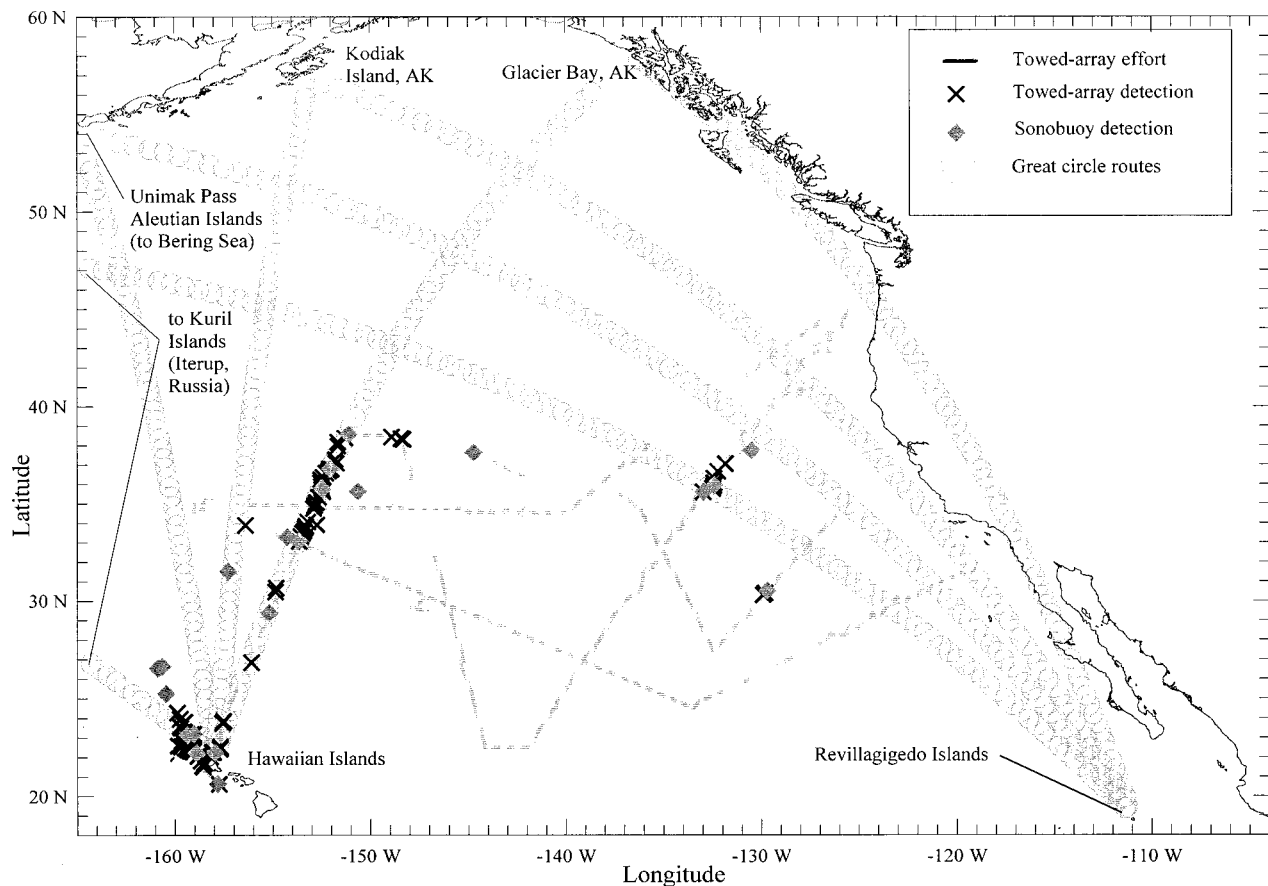 60 N
50 N
40 N
30 N
20 N
Latitude
Kodiak
Island, AK
Glacier Bay, AK
Towed-array effort
Towed-array detection
Sonobuoy detection
Great circle routes
Unimak Pass
Aleutian Islands
(to Bering Sea)
to Kuril
Islands
(Iterup,
Russia)
Hawaiian Islands
Revillagigedo Islands
-160 W
-150 W
-140 W
-130 W
-120 W
-110 W
Longitude